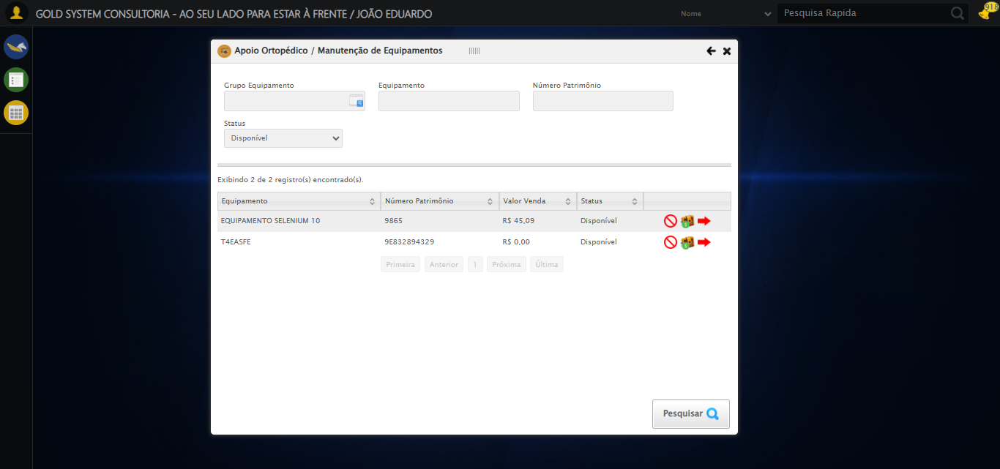 GOLD SYSTEM CONSULTORIA - AO SEU LADO PARA ESTAR À FRENTE / JOÃO EDUARDO
Nome
Pesquisa Rapida
918
Apoio Ortopédico / Manutenção de Equipamentos
Grupo Equipamento Equipamento Número Patrimônio
Status
Disponível
Exibindo 2 de 2 registro(s) encontrado(s).
Equipamento Número Patrimônio Valor Venda Status
EQUIPAMENTO SELENIUM 10 9865 R$ 45,09 Disponível
T4EASFE 9E832894329 R$ 0,00 Disponível
Primeira Anterior 1 Próxima Última
Pesquisar